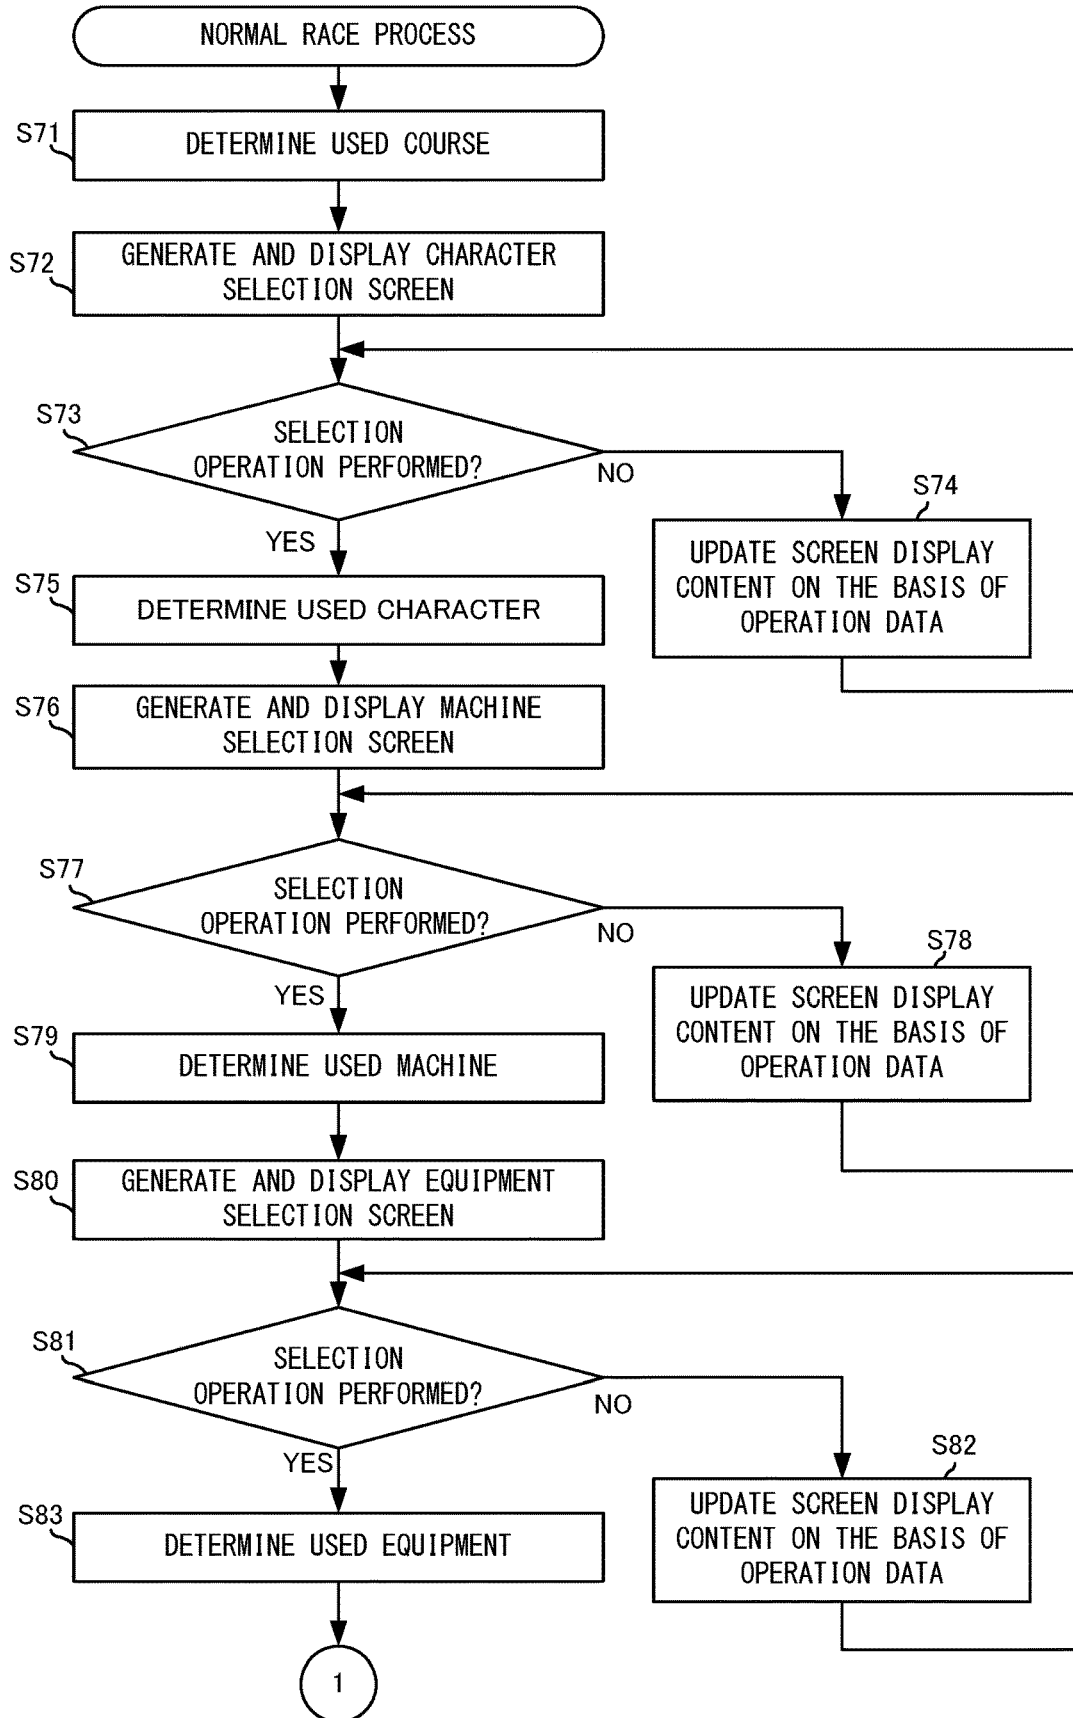 NORMAL RACE PROCESS
S71
DETERMINE USED COURSE
S72
GENERATE AND DISPLAY CHARACTER
SELECTION SCREEN
S73
SELECTION
OPERATION PERFORMED?
NO
YES
S74
UPDATE SCREEN DISPLAY
CONTENT ON THE BASIS OF
OPERATION DATA
S75
DETERMINE USED CHARACTER
S76
GENERATE AND DISPLAY MACHINE
SELECTION SCREEN
S77
SELECTION
OPERATION PERFORMED?
NO
YES
S78
UPDATE SCREEN DISPLAY
CONTENT ON THE BASIS OF
OPERATION DATA
S79
DETERMINE USED MACHINE
S80
GENERATE AND DISPLAY EQUIPMENT
SELECTION SCREEN
S81
SELECTION
OPERATION PERFORMED?
NO
YES
S82
UPDATE SCREEN DISPLAY
CONTENT ON THE BASIS OF
OPERATION DATA
S83
DETERMINE USED EQUIPMENT
1